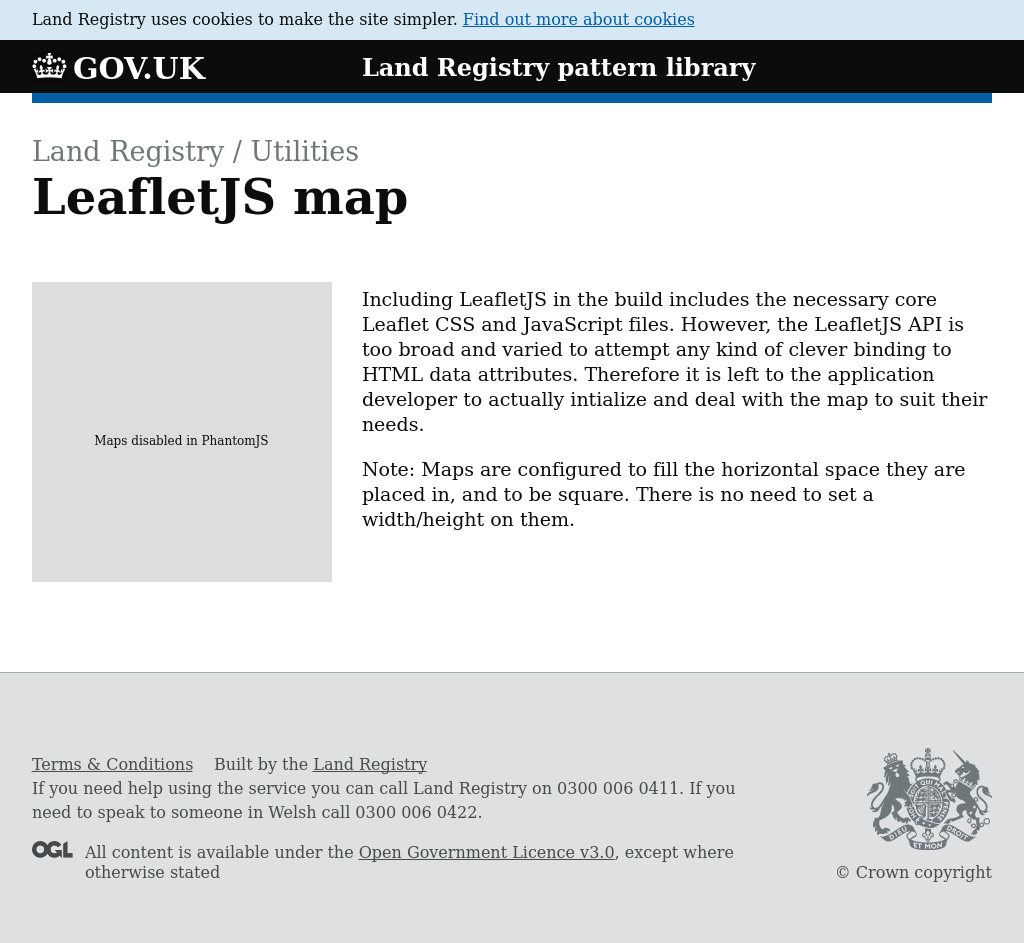 Land Registry uses cookies to make the site simpler. Find out more about cookies
GOV.UK
Land Registry pattern library
Land Registry / Utilities
LeafletJS map
Maps disabled in PhantomJS
Including LeafletJS in the build includes the necessary core
Leaflet CSS and JavaScript files. However, the LeafletJS API is
too broad and varied to attempt any kind of clever binding to
HTML data attributes. Therefore it is left to the application
developer to actually intialize and deal with the map to suit their
needs.
Note: Maps are configured to fill the horizontal space they are
placed in, and to be square. There is no need to set a
width/height on them.
Terms & Conditions Built by the Land Registry
If you need help using the service you can call Land Registry on 0300 006 0411. If you
need to speak to someone in Welsh call 0300 006 0422.
OGL
All content is available under the Open Government Licence v3.0, except where
otherwise stated
DIEU ET MON DROIT
© Crown copyright